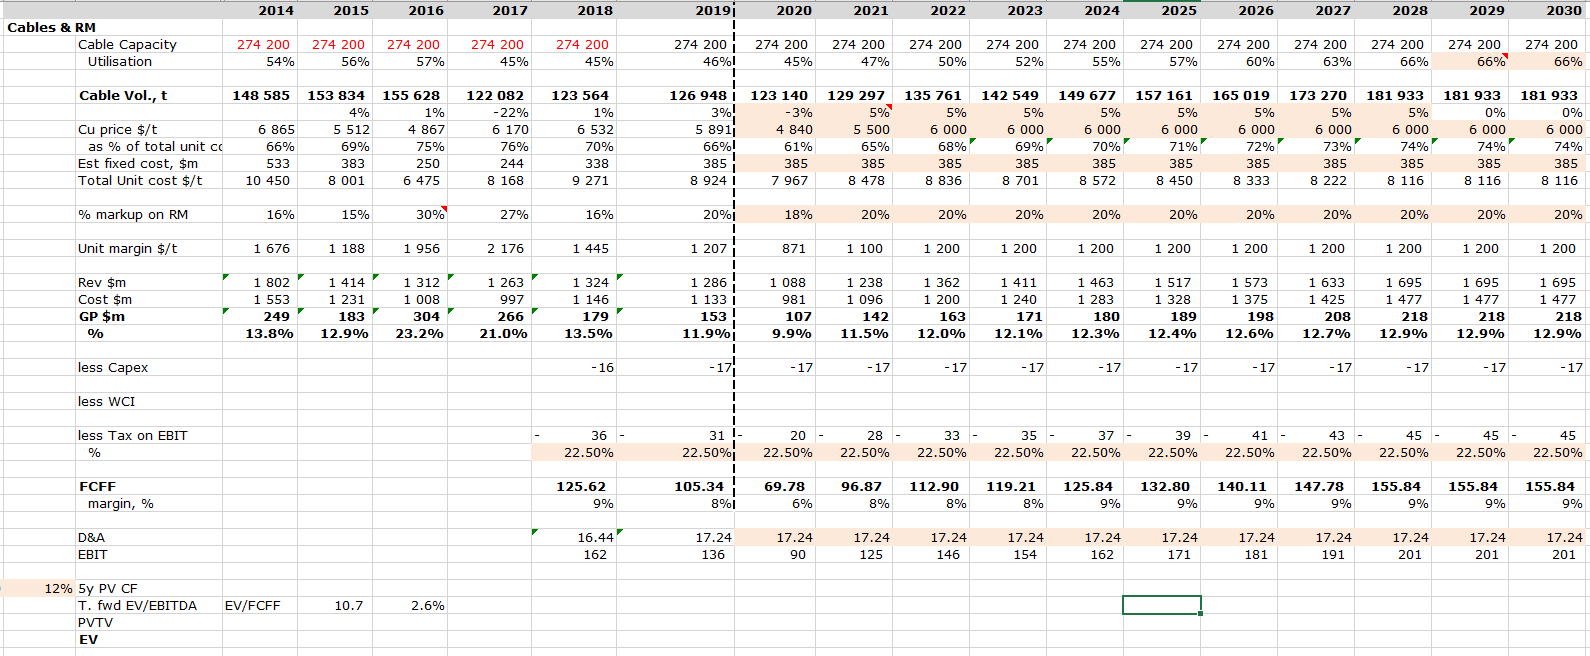 2014 2015 2016 2017 2018 2019 2020 2021 2022 2023 2024 2025 2026 2027 2028 2029 2030
Cables & RM
Cable Capacity 274 200 274 200 274 200 274 200 274 200 274 200 274 200 274 200 274 200 274 200 274 200 274 200 274 200 274 200 274 200 274 200 274 200
Utilisation 54% 56% 57% 45% 45% 46% 45% 47% 50% 52% 55% 57% 60% 63% 66% 66% 66%
Cable Vol., t 148 585 153 834 155 628 122 082 123 564 126 948 123 140 129 297 135 761 142 549 149 677 157 161 165 019 173 270 181 933 181 933 181 933
4% 1% -22% 1% 3% -3% 5% 5% 5% 5% 5% 5% 5% 5% 0% 0%
Cu price $/t 6 865 5 512 4 867 6 170 6 532 5 891 4 840 5 500 6 000 6 000 6 000 6 000 6 000 6 000 6 000 6 000 6 000
as % of total unit cc 66% 69% 75% 76% 70% 66% 61% 65% 68% 69% 70% 71% 72% 73% 74% 74% 74%
Est fixed cost, $m 533 383 250 244 338 385 385 385 385 385 385 385 385 385 385 385 385
Total Unit cost $/t 10 450 8 001 6 475 8 168 9 271 8 924 7 967 8 478 8 836 8 701 8 572 8 450 8 333 8 222 8 116 8 116 8 116
% markup on RM 16% 15% 30% 27% 16% 20% 18% 20% 20% 20% 20% 20% 20% 20% 20% 20% 20%
Unit margin $/t 1 676 1 188 1 956 2 176 1 445 1 207 871 1 100 1 200 1 200 1 200 1 200 1 200 1 200 1 200 1 200 1 200
Rev $m 1 802 1 414 1 312 1 263 1 324 1 286 1 088 1 238 1 362 1 411 1 463 1 517 1 573 1 633 1 695 1 695 1 695
Cost $m 1 553 1 231 1 008 997 1 146 1 133 981 1 096 1 200 1 240 1 283 1 328 1 375 1 425 1 477 1 477 1 477
GP $m 249 183 304 266 179 153 107 142 163 171 180 189 198 208 218 218 218
% 13.8% 12.9% 23.2% 21.0% 13.5% 11.9% 9.9% 11.5% 12.0% 12.1% 12.3% 12.4% 12.6% 12.7% 12.9% 12.9% 12.9%
less Capex -16 -17 -17 -17 -17 -17 -17 -17 -17 -17 -17 -17 -17
less WCI
less Tax on EBIT - 36 - 31 - 20 - 28 - 33 - 35 - 37 - 39 - 41 - 43 - 45 - 45 - 45
% 22.50% 22.50% 22.50% 22.50% 22.50% 22.50% 22.50% 22.50% 22.50% 22.50% 22.50% 22.50% 22.50%
FCFF 125.62 105.34 69.78 96.87 112.90 119.21 125.84 132.80 140.11 147.78 155.84 155.84 155.84
margin, % 9% 8% 6% 8% 8% 8% 9% 9% 9% 9% 9% 9% 9%
D&A 16.44 17.24 17.24 17.24 17.24 17.24 17.24 17.24 17.24 17.24 17.24 17.24 17.24
EBIT 162 136 90 125 146 154 162 171 181 191 201 201 201
12% 5y PV CF
T. fwd EV/EBITDA EV/FCFF 10.7 2.6%
PVTV
EV